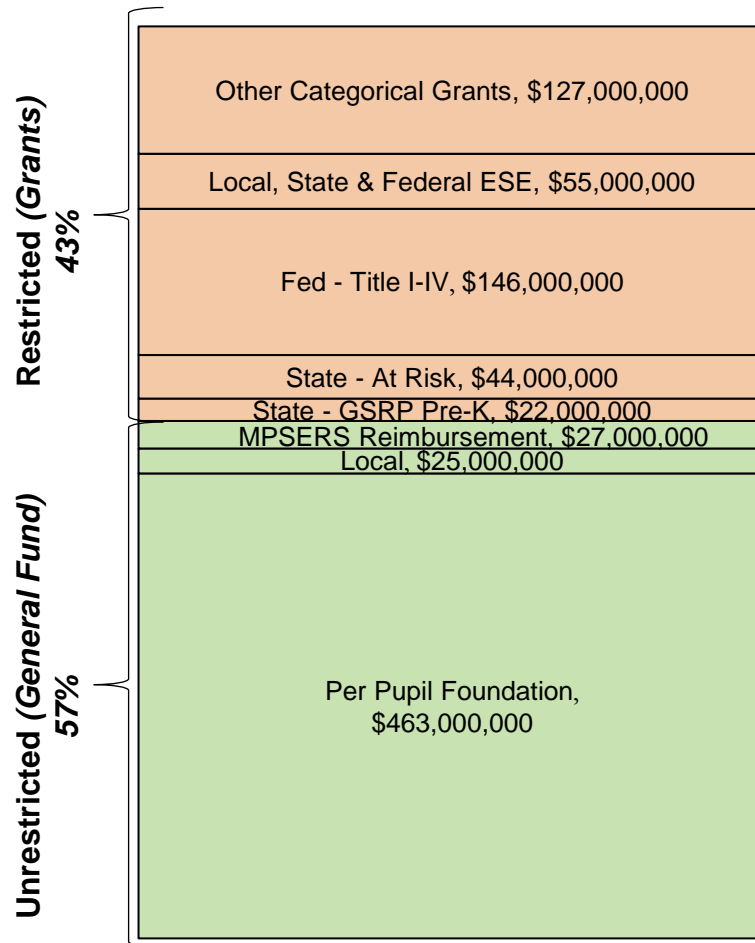 Restricted (Grants)
43%
Other Categorical Grants, $127,000,000
Local, State & Federal ESE, $55,000,000
Fed - Title I-IV, $146,000,000
State - At Risk, $44,000,000
State - GSRP Pre-K, $22,000,000
Unrestricted (General Fund)
57%
MPSERS Reimbursement, $27,000,000
Local, $25,000,000
Per Pupil Foundation,
$463,000,000